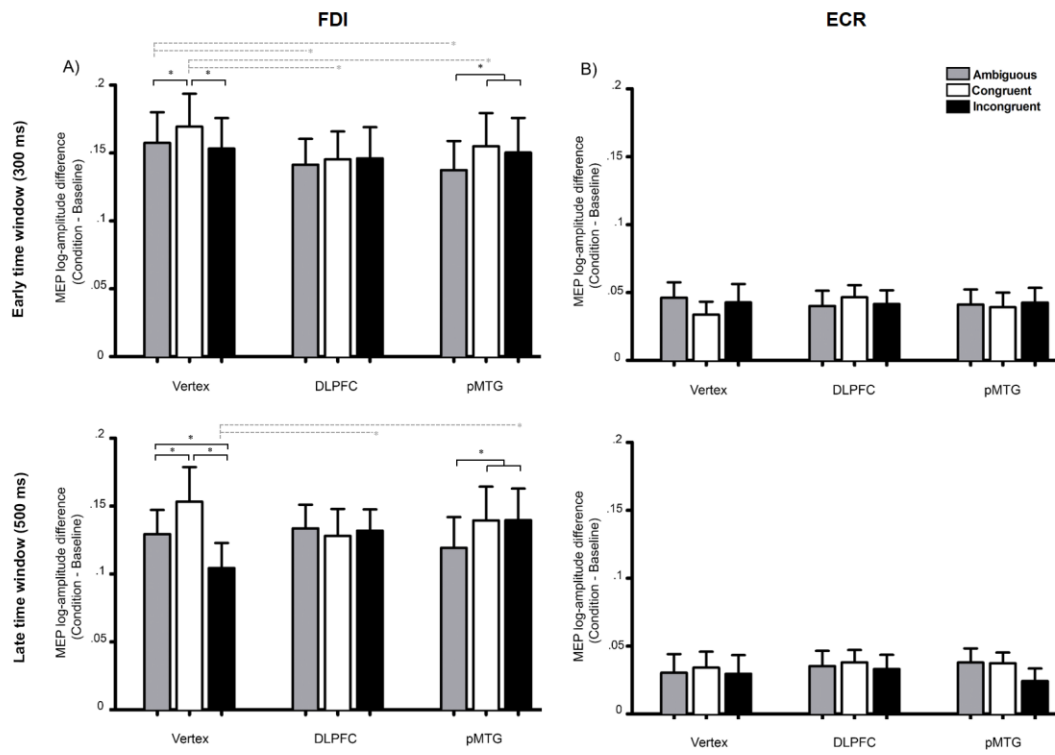 FDI
ECR
A)
B)
Ambiguous
Congruent
Incongruent
Early time window (300 ms)
MEP log-amplitude difference
(Condition - Baseline)
.2
.15
.1
.05
0
* * * * * * * *
Vertex
DLPFC
pMTG
MEP log-amplitude difference
(Condition - Baseline)
.2
.15
.1
.05
0
Vertex
DLPFC
pMTG
Late time window (500 ms)
MEP log-amplitude difference
(Condition - Baseline)
.2
.15
.1
.05
0
* * * * * *
Vertex
DLPFC
pMTG
MEP log-amplitude difference
(Condition - Baseline)
.2
.15
.1
.05
0
Vertex
DLPFC
pMTG